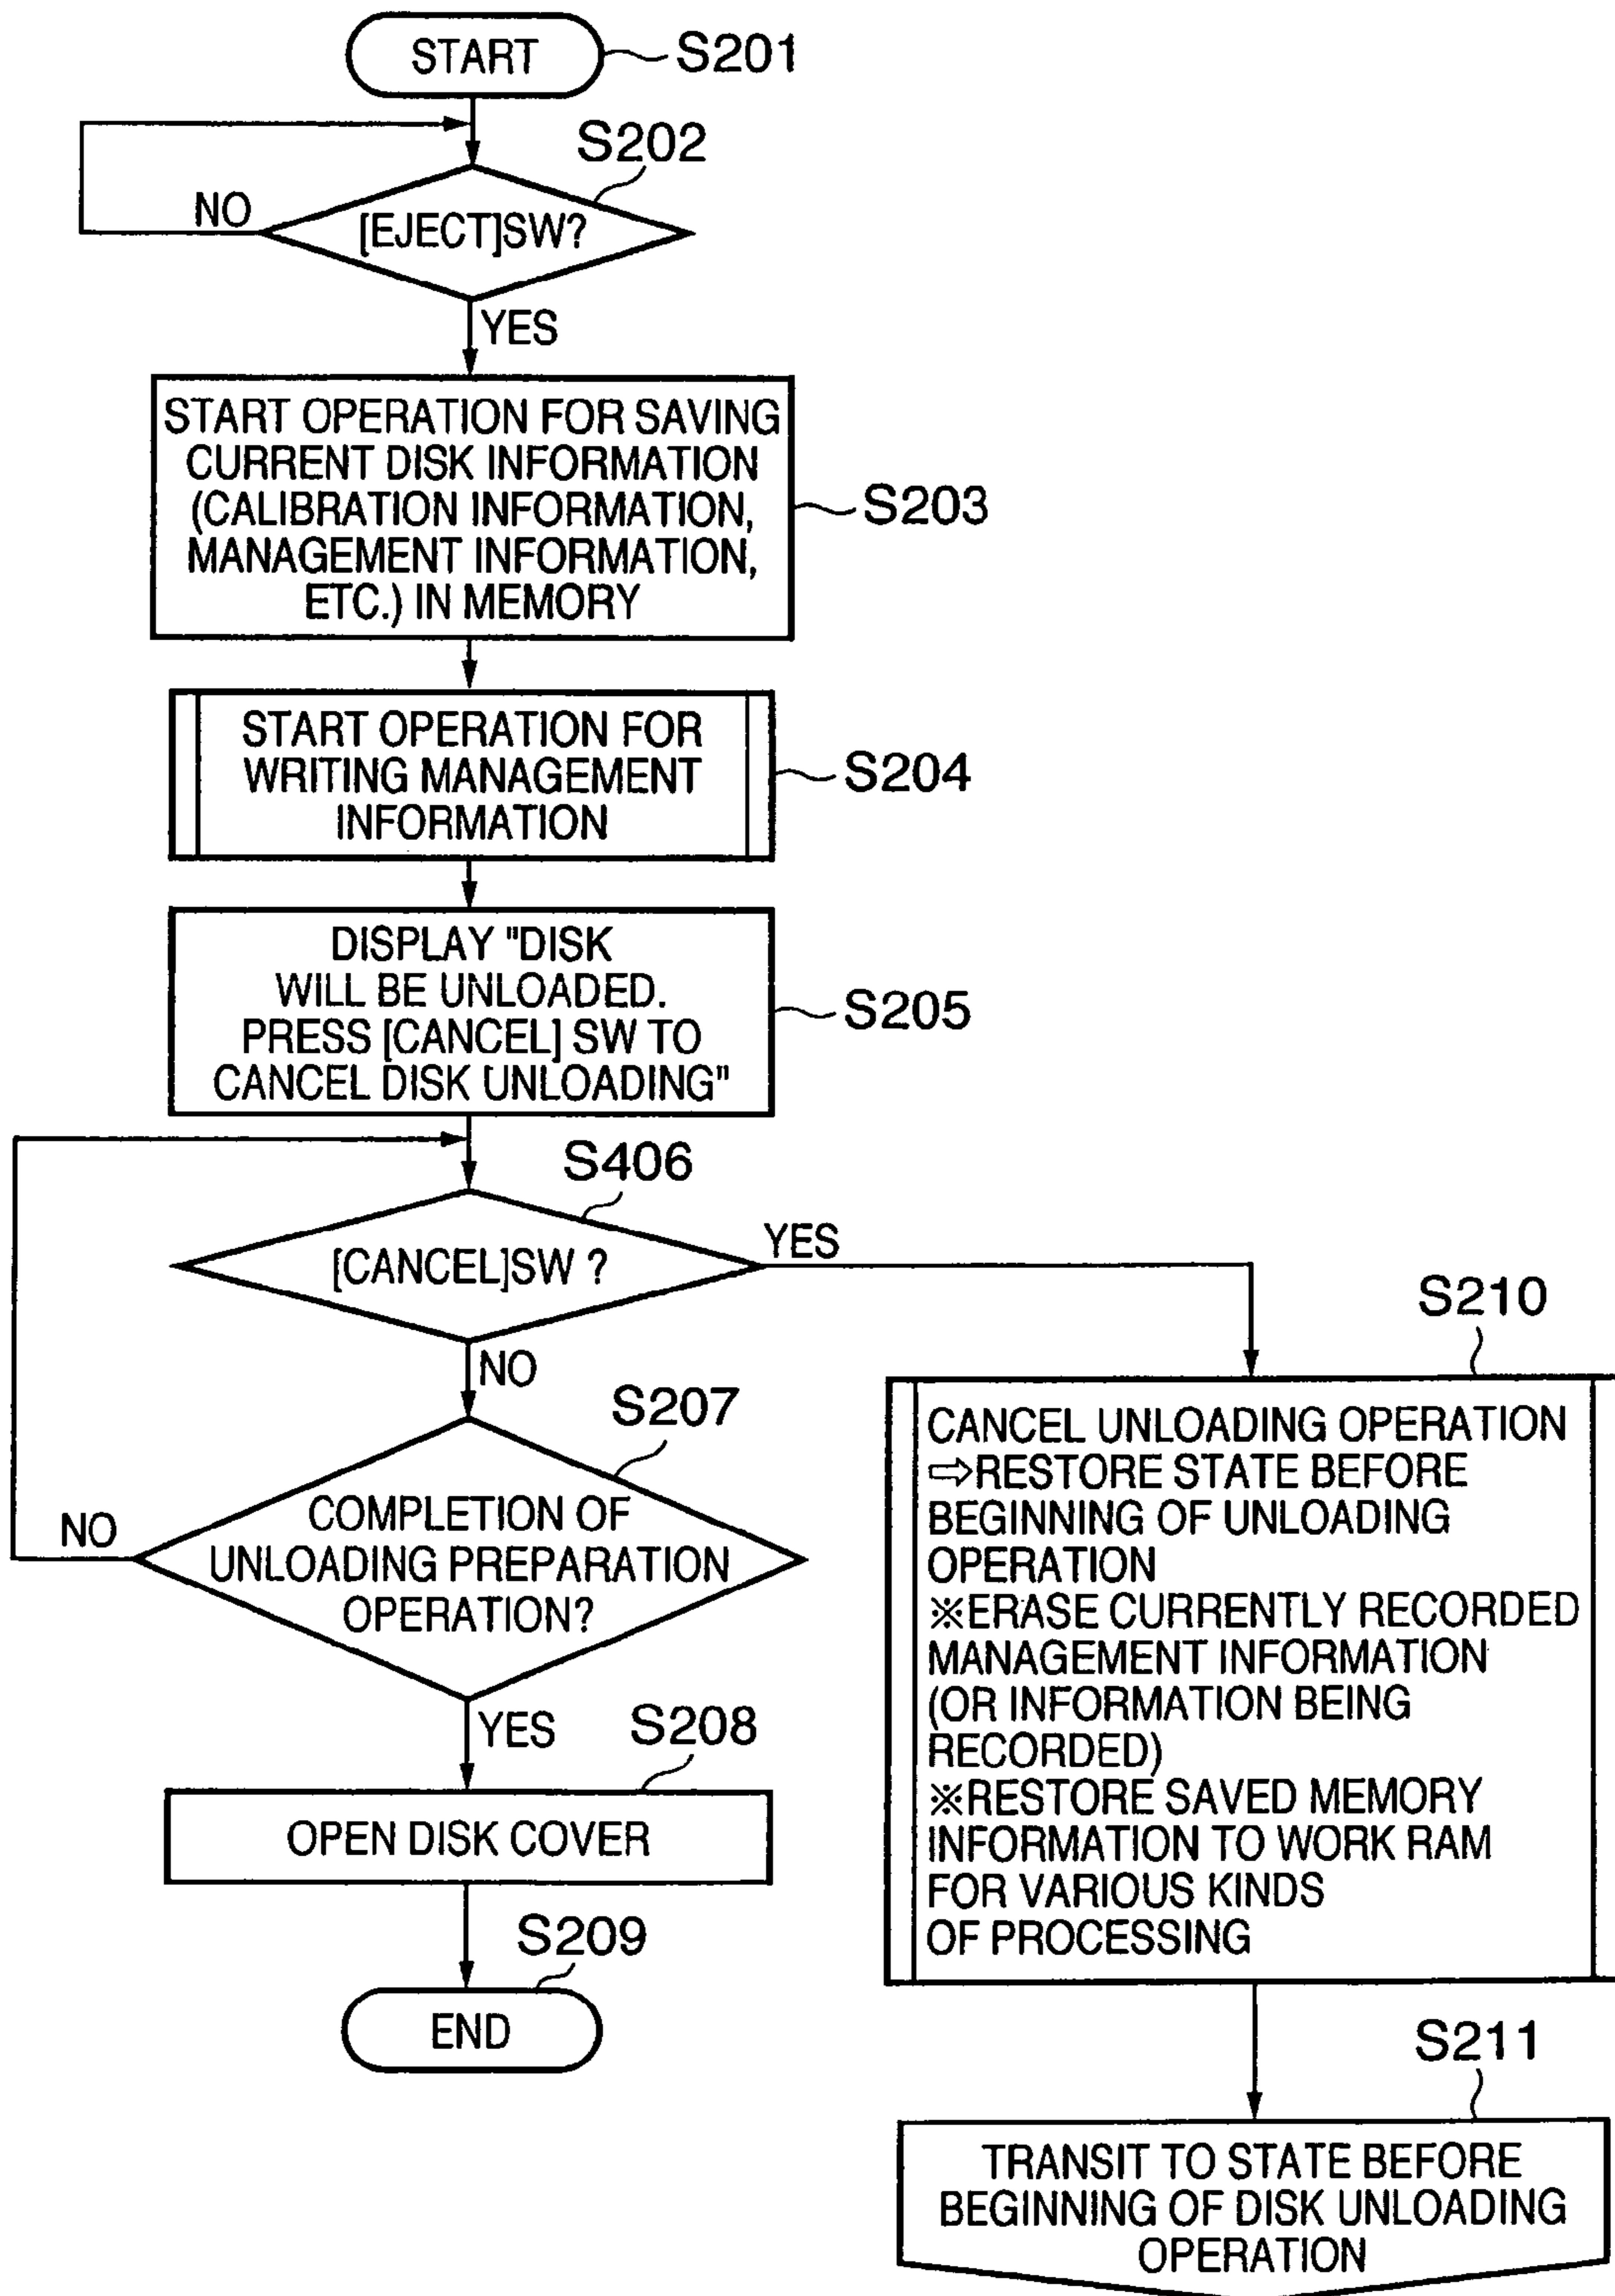 START
S201
S202
NO
[EJECT]SW?
YES
START OPERATION FOR SAVING
CURRENT DISK INFORMATION
(CALIBRATION INFORMATION,
MANAGEMENT INFORMATION,
ETC.) IN MEMORY
S203
START OPERATION FOR
WRITING MANAGEMENT
INFORMATION
S204
DISPLAY "DISK
WILL BE UNLOADED.
PRESS [CANCEL] SW TO
CANCEL DISK UNLOADING"
S205
S406
[CANCEL]SW ?
YES
NO
S207
NO
COMPLETION OF
UNLOADING PREPARATION
OPERATION?
YES
S208
OPEN DISK COVER
S209
END
S210
CANCEL UNLOADING OPERATION
⇨RESTORE STATE BEFORE
BEGINNING OF UNLOADING
OPERATION
※ERASE CURRENTLY RECORDED
MANAGEMENT INFORMATION
(OR INFORMATION BEING
RECORDED)
※RESTORE SAVED MEMORY
INFORMATION TO WORK RAM
FOR VARIOUS KINDS
OF PROCESSING
S211
TRANSIT TO STATE BEFORE
BEGINNING OF DISK UNLOADING
OPERATION